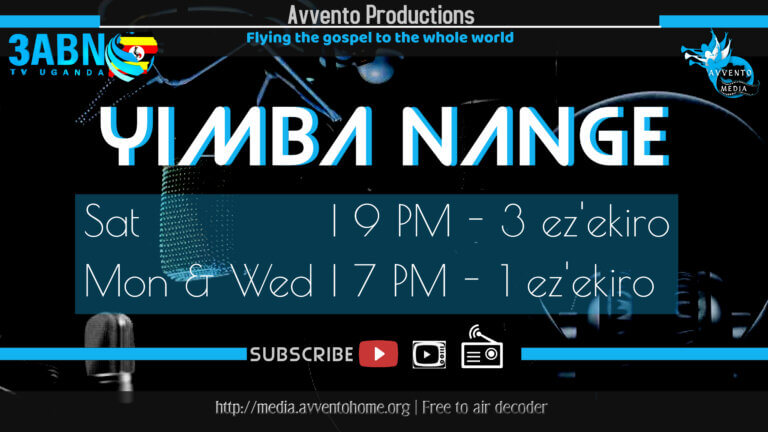 Avvento Productions
Flying the gospel to the whole world
3ABN
TV UGANDA
AVVENTO
MEDIA
YIMBA NANGE
Sat | 9 PM - 3 ez'ekiro
Mon & Wed | 7 PM - 1 ez'ekiro
SUBSCRIBE
http://media.avventohome.org | Free to air decoder